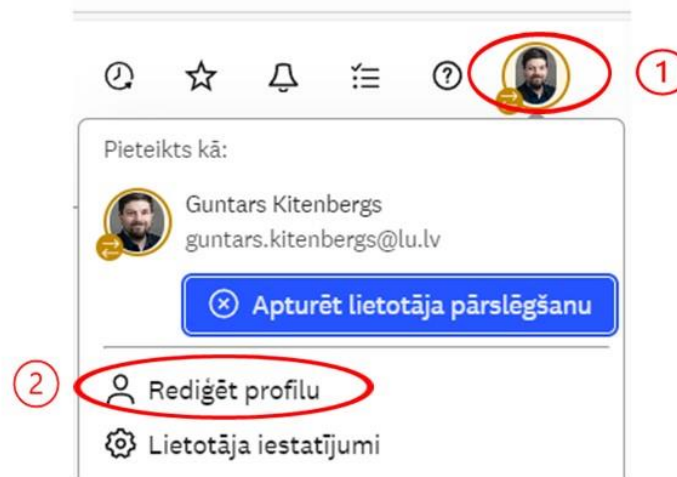 1
Pieteikts kā:
Guntars Kitenbergs
guntars.kitenbergs@lu.lv
Apturēt lietotāja pārslēgšanu
2 Rediģēt profilu
Lietotāja iestatījumi